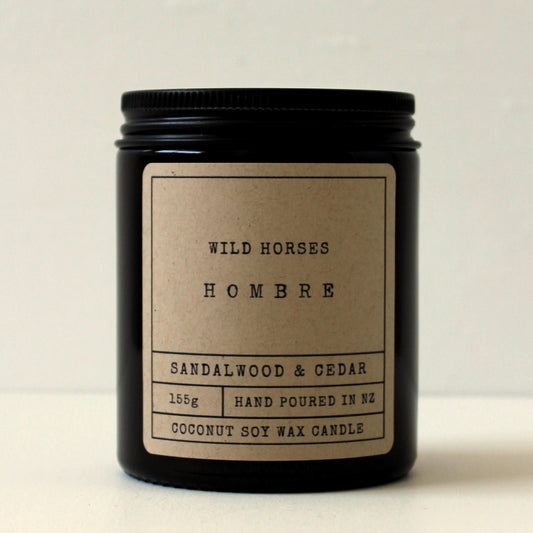 WILD HORSES
HOMBRE
SANDALWOOD & CEDAR
155g HAND POURED IN NZ
COCONUT SOY WAX CANDLE